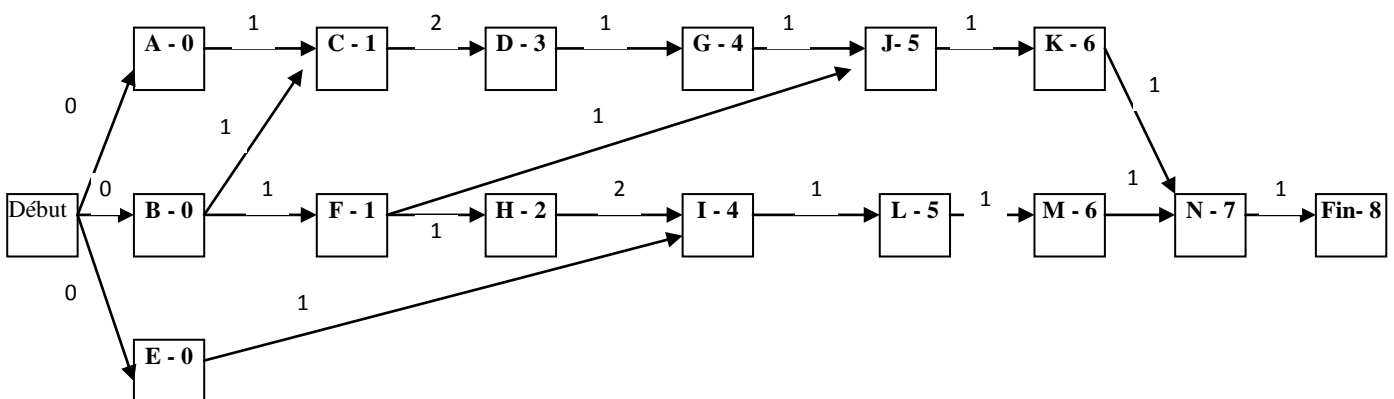 1
2
1
1
1
A - 0
C - 1
D - 3
G - 4
J- 5
K - 6
0
1
1
1
1
0
1
2
1
1
1
Début
B - 0
F - 1
H - 2
I - 4
L - 5
M - 6
N - 7
Fin- 8
1
0
1
E - 0